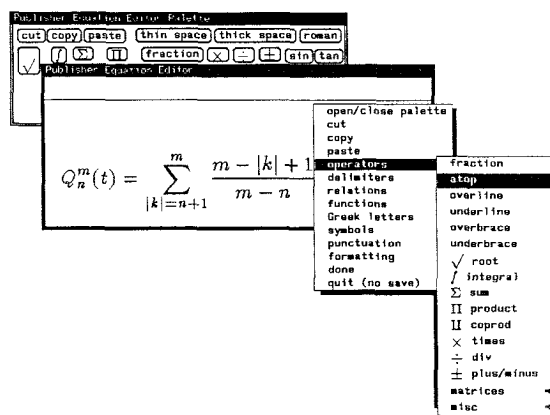 Publisher Equation Editor Palette
cut copy paste thin space thick space roman
√ ∫ Σ Π fraction × ÷ ± sin tan
Publisher Equation Editor
Q_n^m(t) = \sum_{|k|=n+1}^{m} \frac{m - |k| + 1}{m - n}
open/close palette
cut
copy
paste
operators
delimiters
relations
functions
Greek letters
symbols
punctuation
formatting
done
quit (no save)
fraction
atop
overline
underline
overbrace
underbrace
√ root
∫ integral
Σ sum
Π product
∐ coprod
× times
÷ div
± plus/minus
matrices
misc